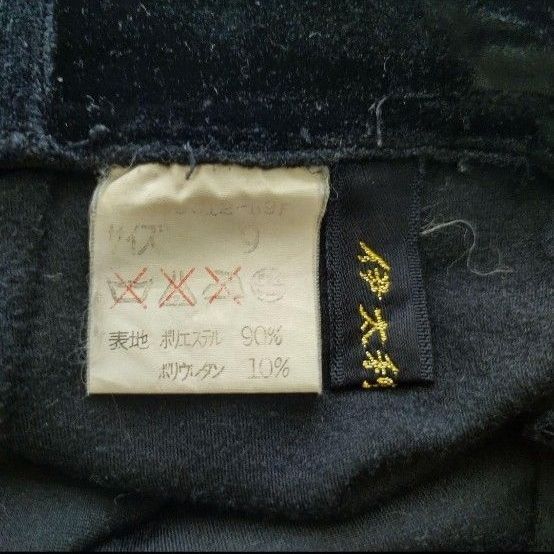 サイズ 9
表地 ポリエステル 90%
ポリウレタン 10%
伊太利